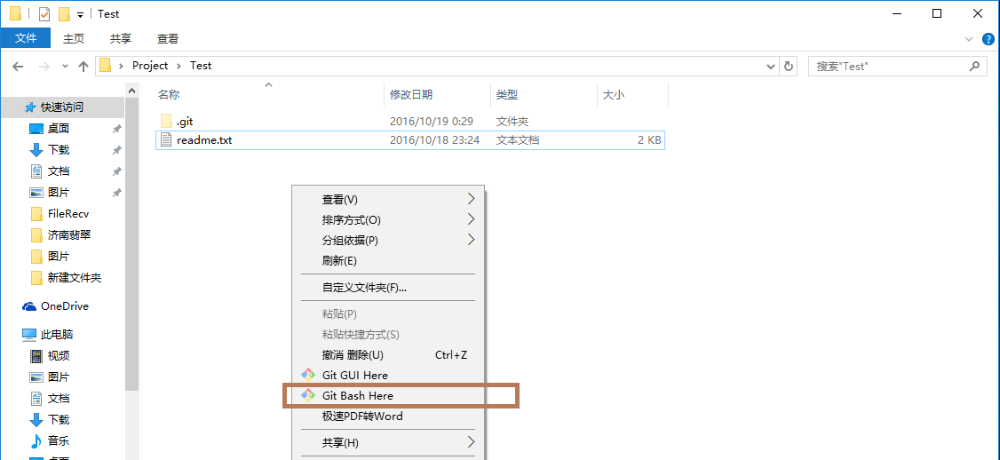 Test
文件 主页 共享 查看
Project Test 搜索"Test"
名称 修改日期 类型 大小
快速访问
.git 2016/10/19 0:29 文件夹
桌面
readme.txt 2016/10/18 23:24 文本文档 2 KB
下载
文档
图片
FileRecv
济南翡翠
图片
新建文件夹
OneDrive
此电脑
视频
图片
文档
下载
音乐
桌面
查看(V)
排序方式(O)
分组依据(P)
刷新(E)
自定义文件夹(F)...
粘贴(P)
粘贴快捷方式(S)
撤消 删除(U) Ctrl+Z
Git GUI Here
Git Bash Here
极速PDF转Word
共享(H)